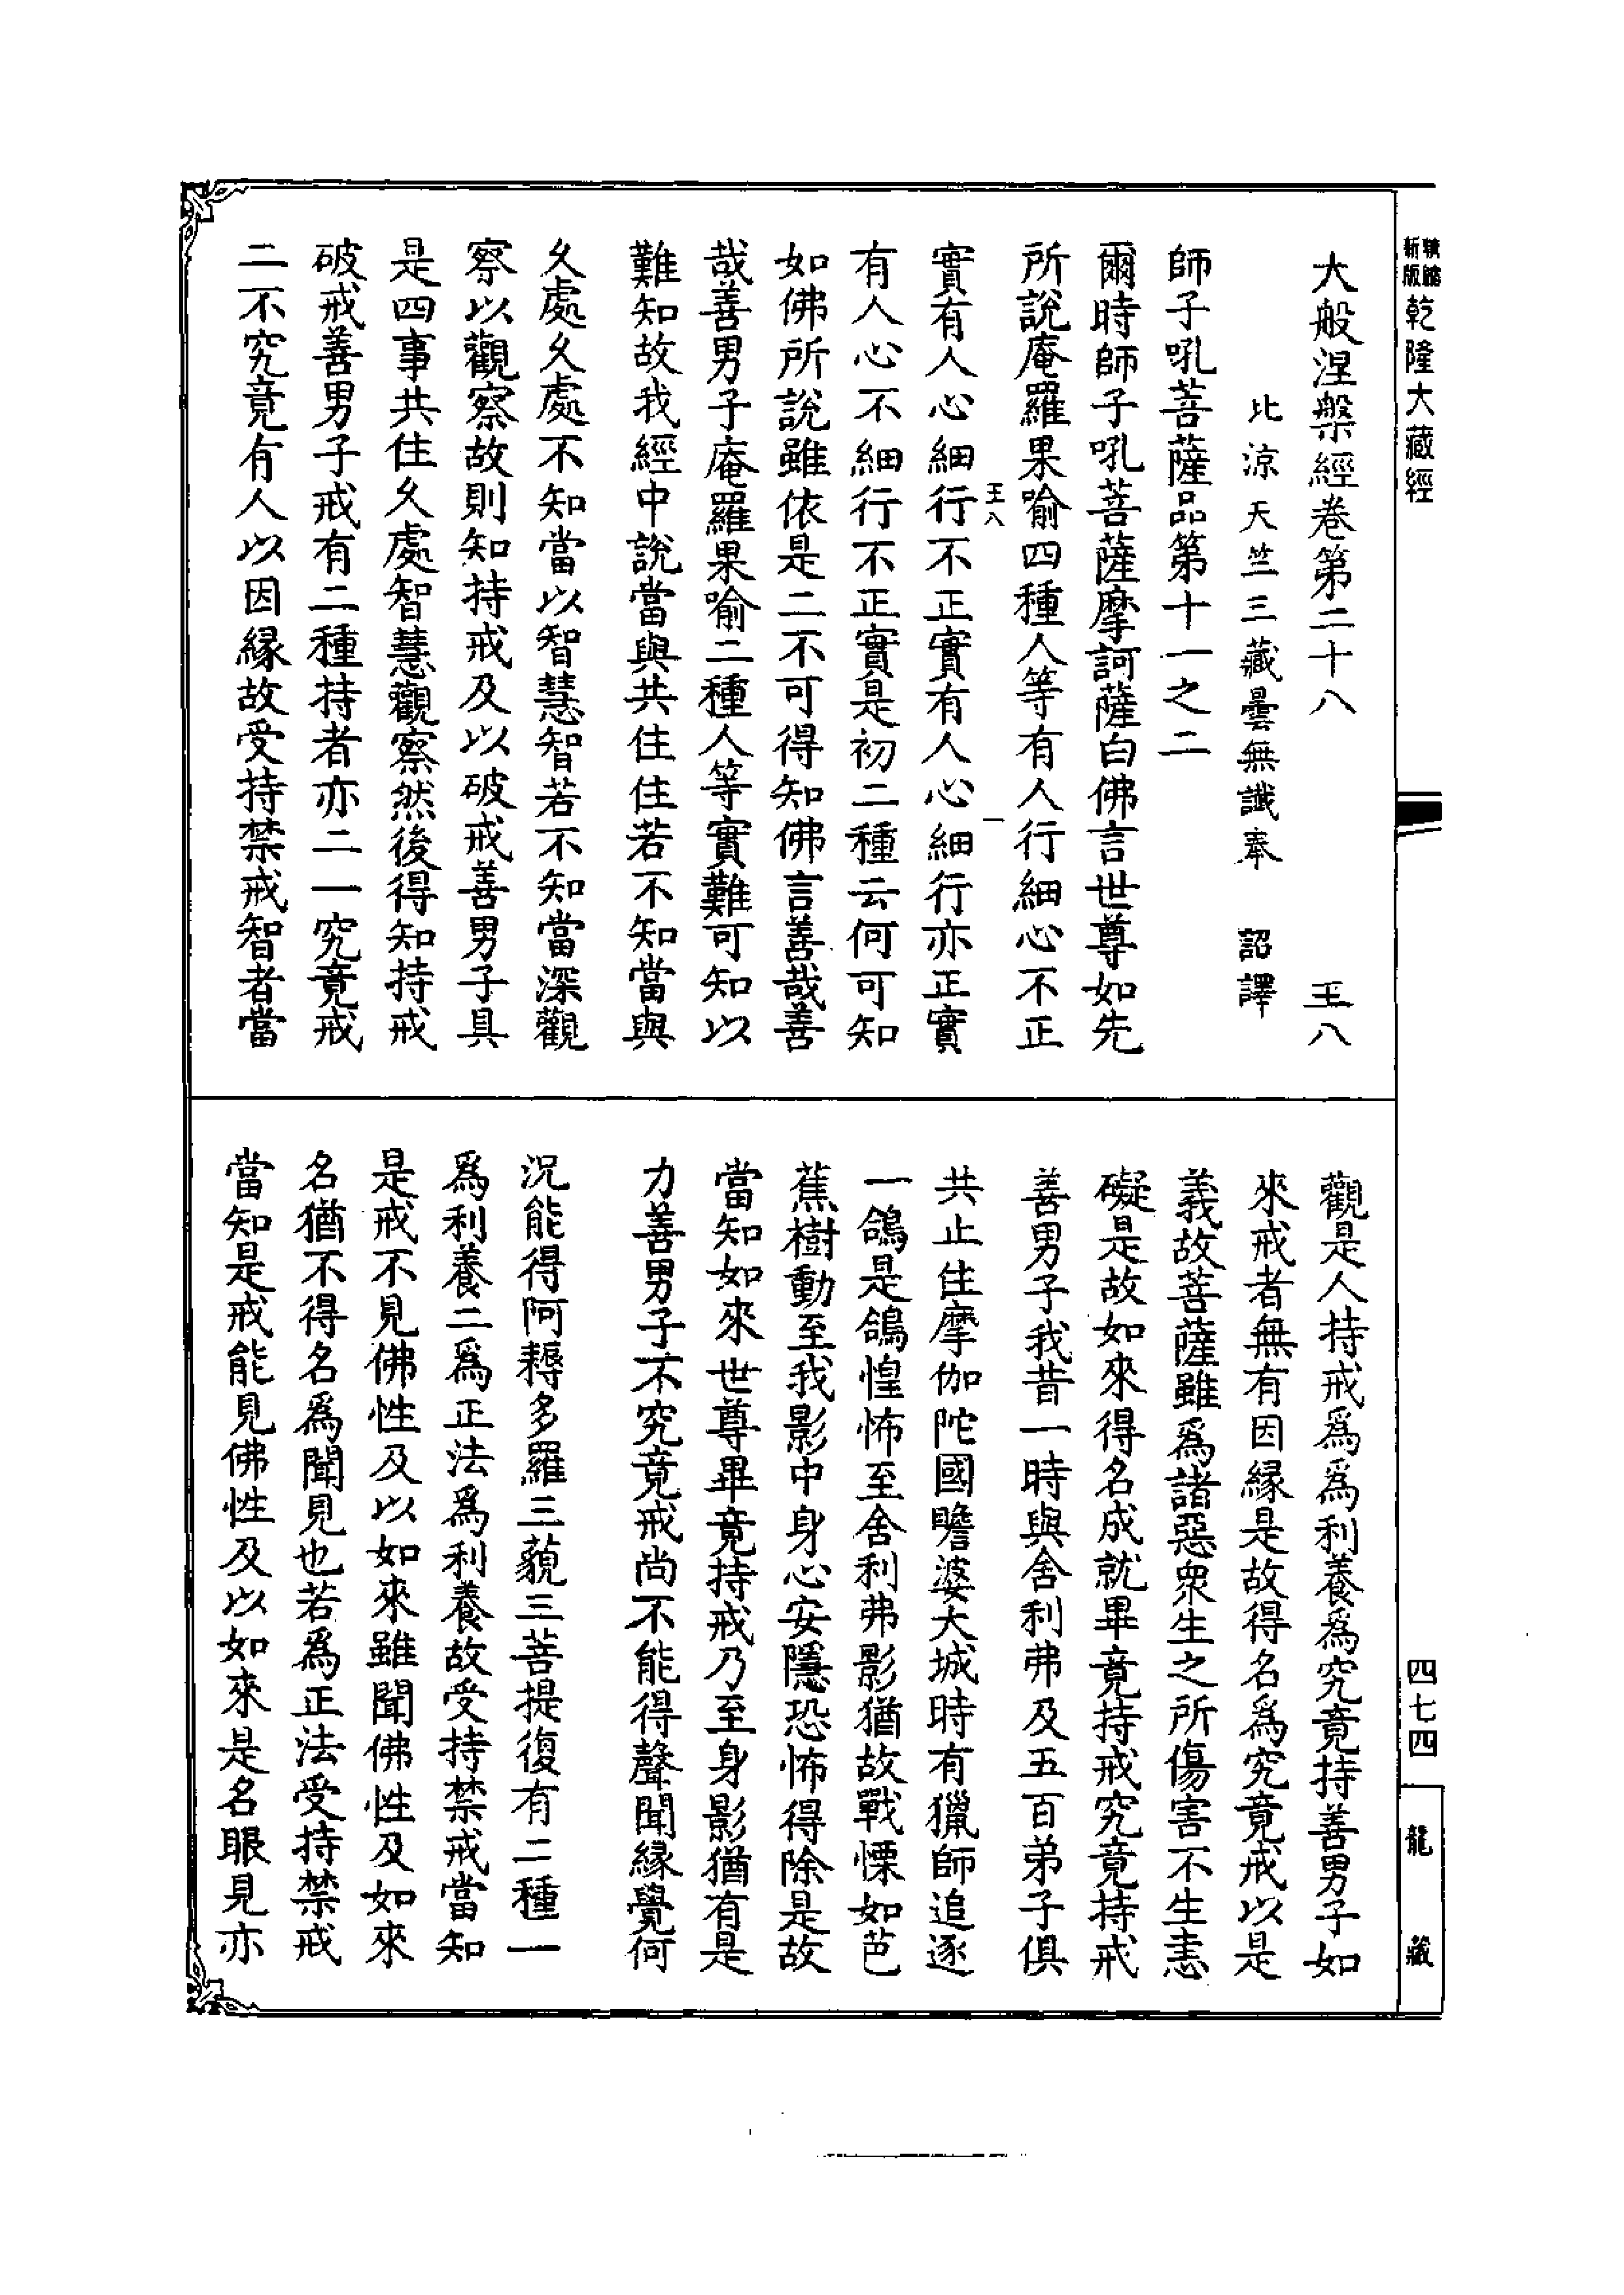 精縮新版乾隆大藏經
大般涅槃經卷第二十八 王八
北涼天竺三藏曇無讖奉 詔譯
師子吼菩薩品第十一之二
爾時師子吼菩薩摩訶薩白佛言世尊如先
所說庵羅果喻四種人等有人行細心不正
王八 一
實有人心細行不正實有人心細行亦正實
有人心不細行不正實是初二種云何可知
如佛所說雖依是二不可得知佛言善哉善
哉善男子庵羅果喻二種人等實難可知以
難知故我經中說當與共住住若不知當與
久處久處不知當以智慧智若不知當深觀
察以觀察故則知持戒及以破戒善男子具
是四事共住久處智慧觀察然後得知持戒
破戒善男子戒有二種持者亦二一究竟戒
二不究竟有人以因緣故受持禁戒智者當
觀是人持戒爲爲利養爲究竟持善男子如
來戒者無有因緣是故得名爲究竟戒以是
義故菩薩雖爲諸惡衆生之所傷害不生恚
礙是故如來得名成就畢竟持戒究竟持戒
善男子我昔一時與舍利弗及五百弟子俱
共止住摩伽陀國瞻婆大城時有獵師追逐
一鴿是鴿惶怖至舍利弗影猶故戰慄如芭
蕉樹動至我影中身心安隱恐怖得除是故
當知如來世尊畢竟持戒乃至身影猶有是
力善男子不究竟戒尚不能得聲聞緣覺何
況能得阿耨多羅三藐三菩提復有二種一
爲利養二爲正法爲利養故受持禁戒當知
是戒不見佛性及以如來雖聞佛性及如來
名猶不得名爲聞見也若爲正法受持禁戒
當知是戒能見佛性及以如來是名眼見亦
四七四
龍藏